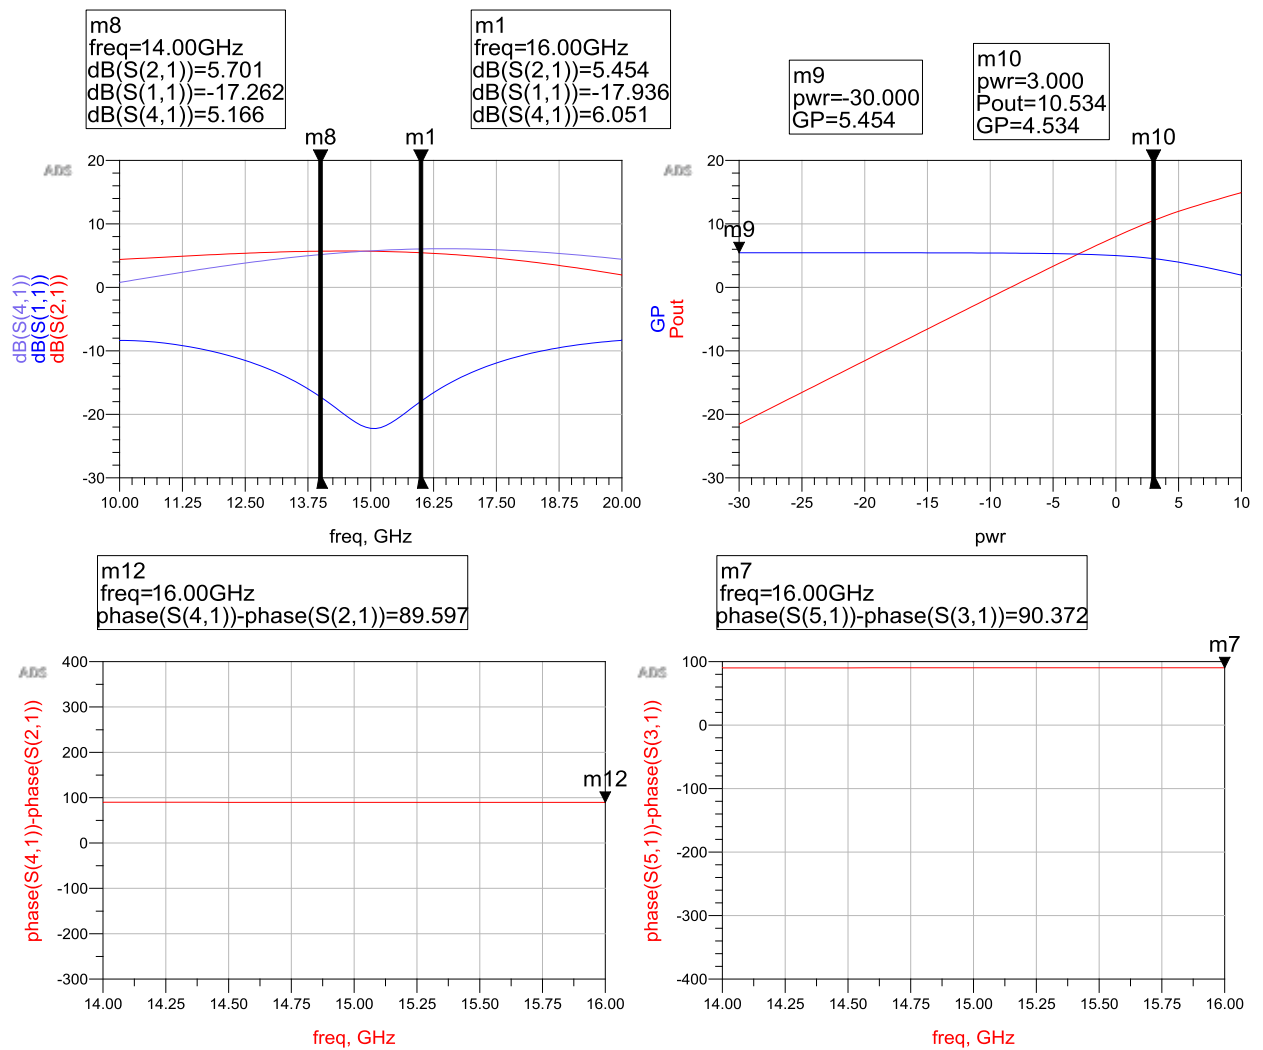 m8
freq=14.00GHz
dB(S(2,1))=5.701
dB(S(1,1))=-17.262
dB(S(4,1))=5.166
m1
freq=16.00GHz
dB(S(2,1))=5.454
dB(S(1,1))=-17.936
dB(S(4,1))=6.051
m8
m1
ADS
20
10
0
-10
-20
-30
dB(S(4,1))
dB(S(1,1))
dB(S(2,1))
10.00 11.25 12.50 13.75 15.00 16.25 17.50 18.75 20.00
freq, GHz
m9
pwr=-30.000
GP=5.454
m10
pwr=3.000
Pout=10.534
GP=4.534
m10
ADS
20
10
m9
0
-10
-20
-30
GP
Pout
-30 -25 -20 -15 -10 -5 0 5 10
pwr
m12
freq=16.00GHz
phase(S(4,1))-phase(S(2,1))=89.597
ADS
400
300
200
m12
100
0
-100
-200
-300
phase(S(4,1))-phase(S(2,1))
14.00 14.25 14.50 14.75 15.00 15.25 15.50 15.75 16.00
freq, GHz
m7
freq=16.00GHz
phase(S(5,1))-phase(S(3,1))=90.372
m7
ADS
100
0
-100
-200
-300
-400
phase(S(5,1))-phase(S(3,1))
14.00 14.25 14.50 14.75 15.00 15.25 15.50 15.75 16.00
freq, GHz